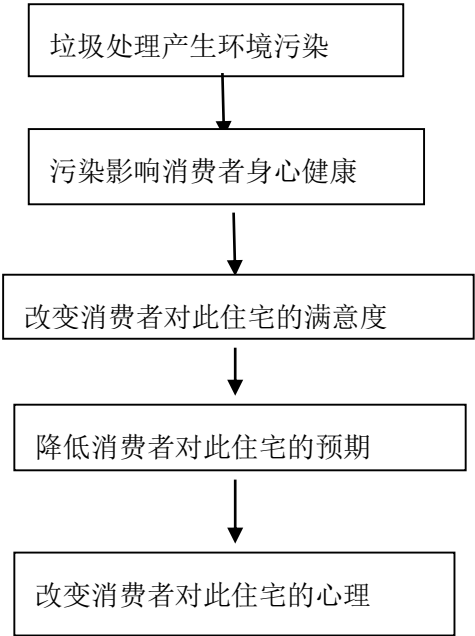 垃圾处理产生环境污染
污染影响消费者身心健康
改变消费者对此住宅的满意度
降低消费者对此住宅的预期
改变消费者对此住宅的心理